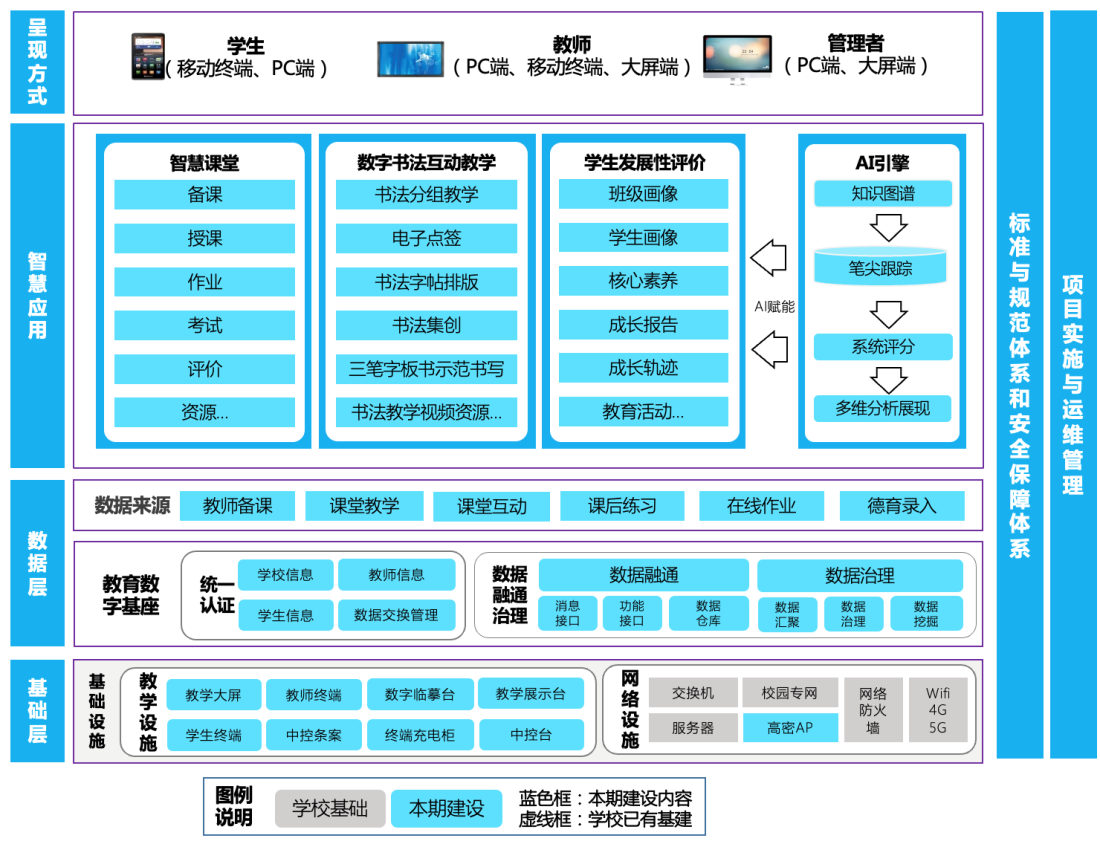 呈现方式
学生
（移动终端、PC端）
教师
（PC端、移动终端、大屏端）
管理者
（PC端、大屏端）
智慧应用
智慧课堂
备课
授课
作业
考试
评价
资源...
数字书法互动教学
书法分组教学
电子点签
书法字帖排版
书法集创
三笔字板书示范书写
书法教学视频资源...
学生发展性评价
班级画像
学生画像
核心素养
成长报告
成长轨迹
教育活动...
AI赋能
AI引擎
知识图谱
笔尖跟踪
系统评分
多维分析展现
数据层
数据来源
教师备课
课堂教学
课堂互动
课后练习
在线作业
德育录入
教育数
字基座
统一
认证
学校信息
教师信息
学生信息
数据交换管理
数据
融通
治理
数据融通
消息
接口
功能
接口
数据
仓库
数据治理
数据
汇聚
数据
治理
数据
挖掘
基础层
基础设施
教学设施
教学大屏
教师终端
数字临摹台
教学展示台
学生终端
中控条案
终端充电柜
中控台
网络设施
交换机
校园专网
服务器
高密AP
网络
防火
墙
Wifi
4G
5G
标准与规范体系和安全保障体系
项目实施与运维管理
图例
说明
学校基础
本期建设
蓝色框：本期建设内容
虚线框：学校已有基建